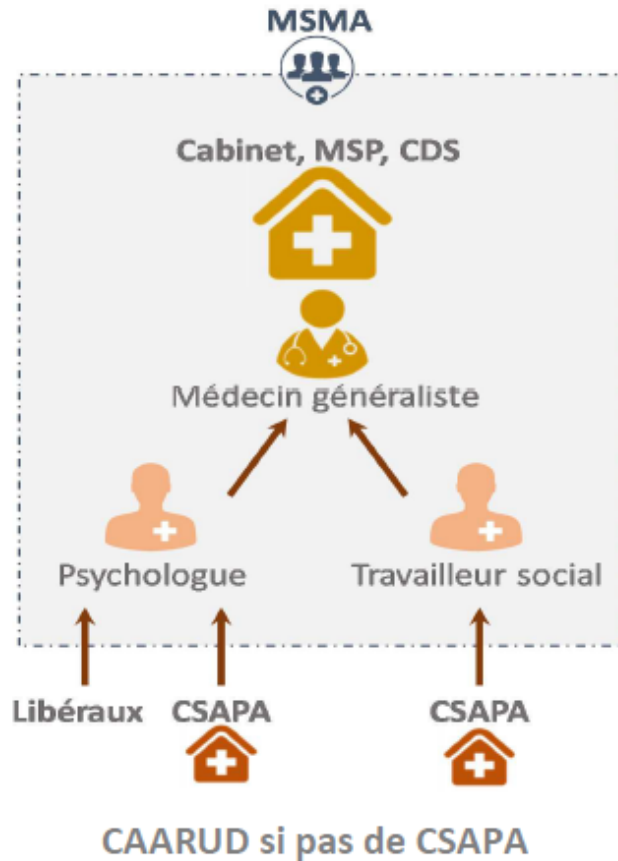 MSMA
Cabinet, MSP, CDS
Médecin généraliste
Psychologue
Travailleur social
Libéraux
CSAPA
CSAPA
CAARUD si pas de CSAPA